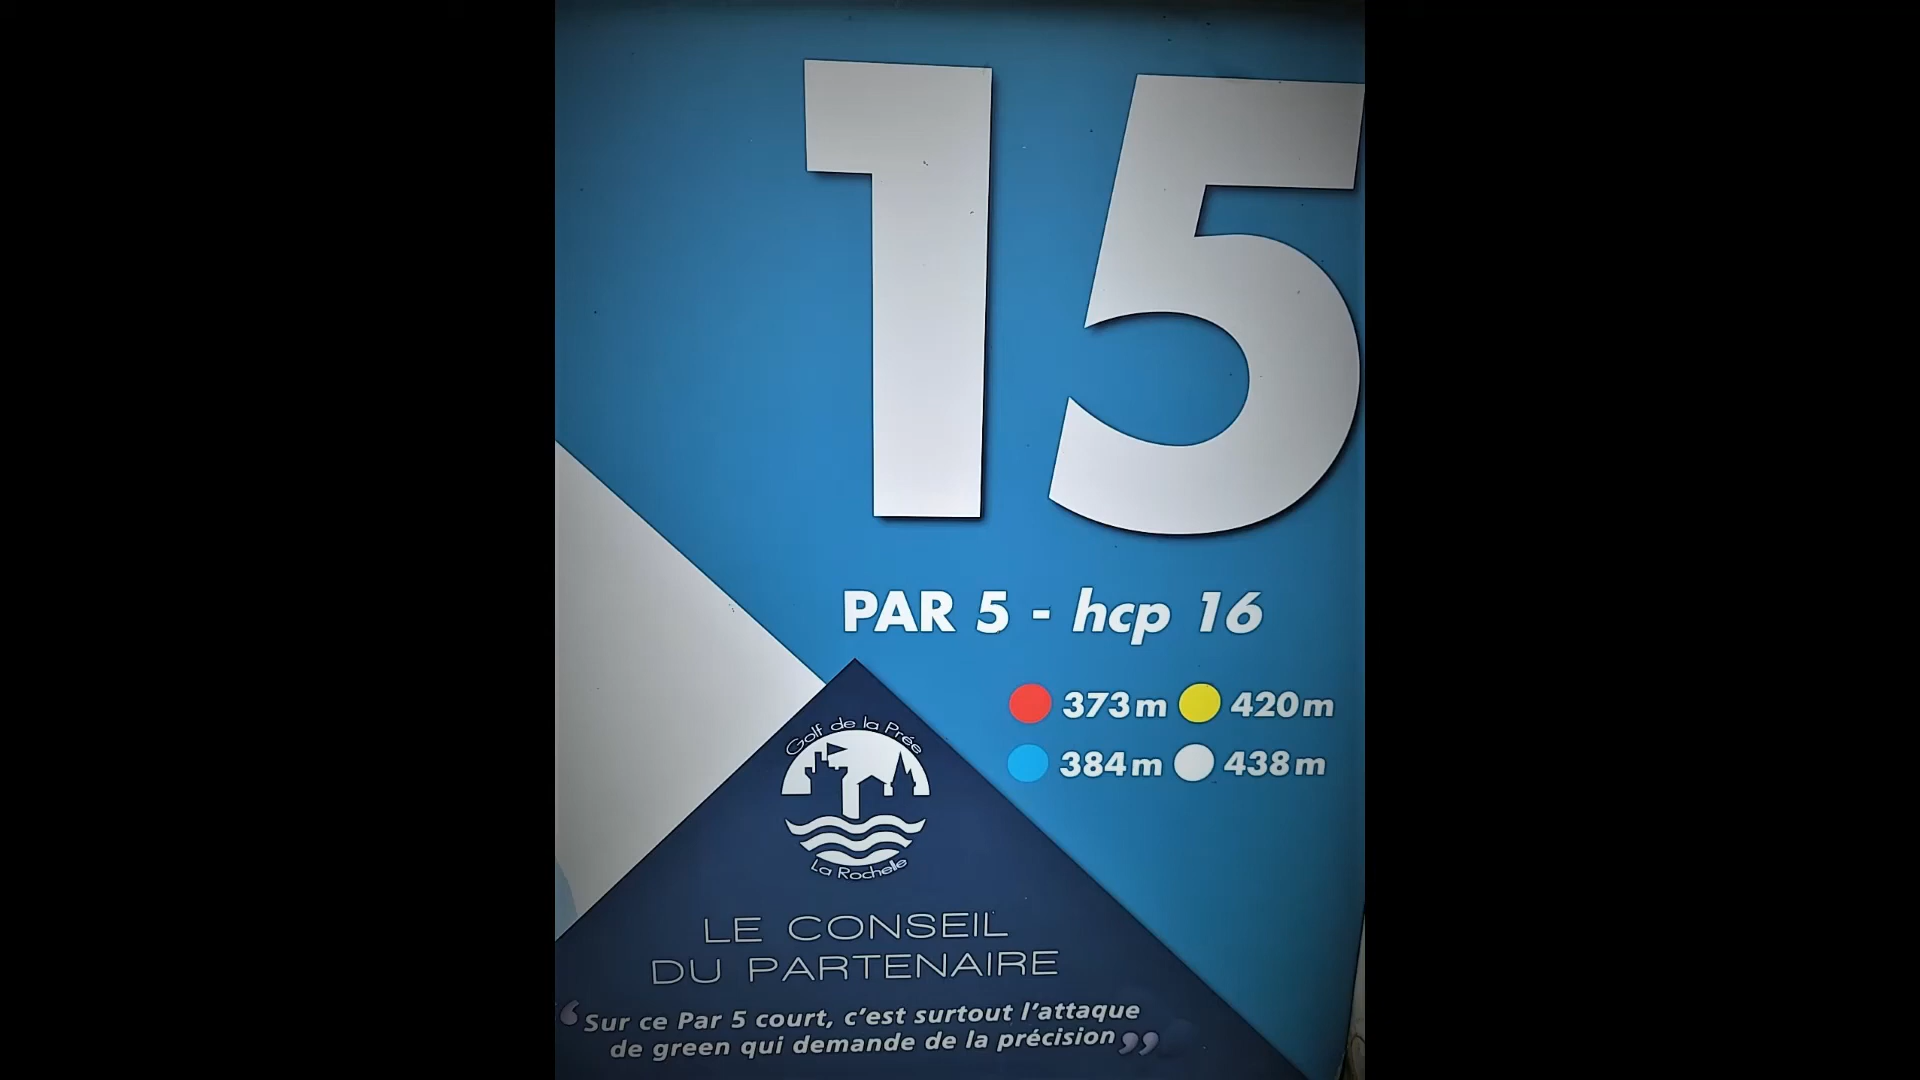 15
PAR 5 - hcp 16
373m 420m
384m 438m
Golf de la Prée
La Rochelle
LE CONSEIL
DU PARTENAIRE
“Sur ce Par 5 court, c’est surtout l’attaque
de green qui demande de la précision”